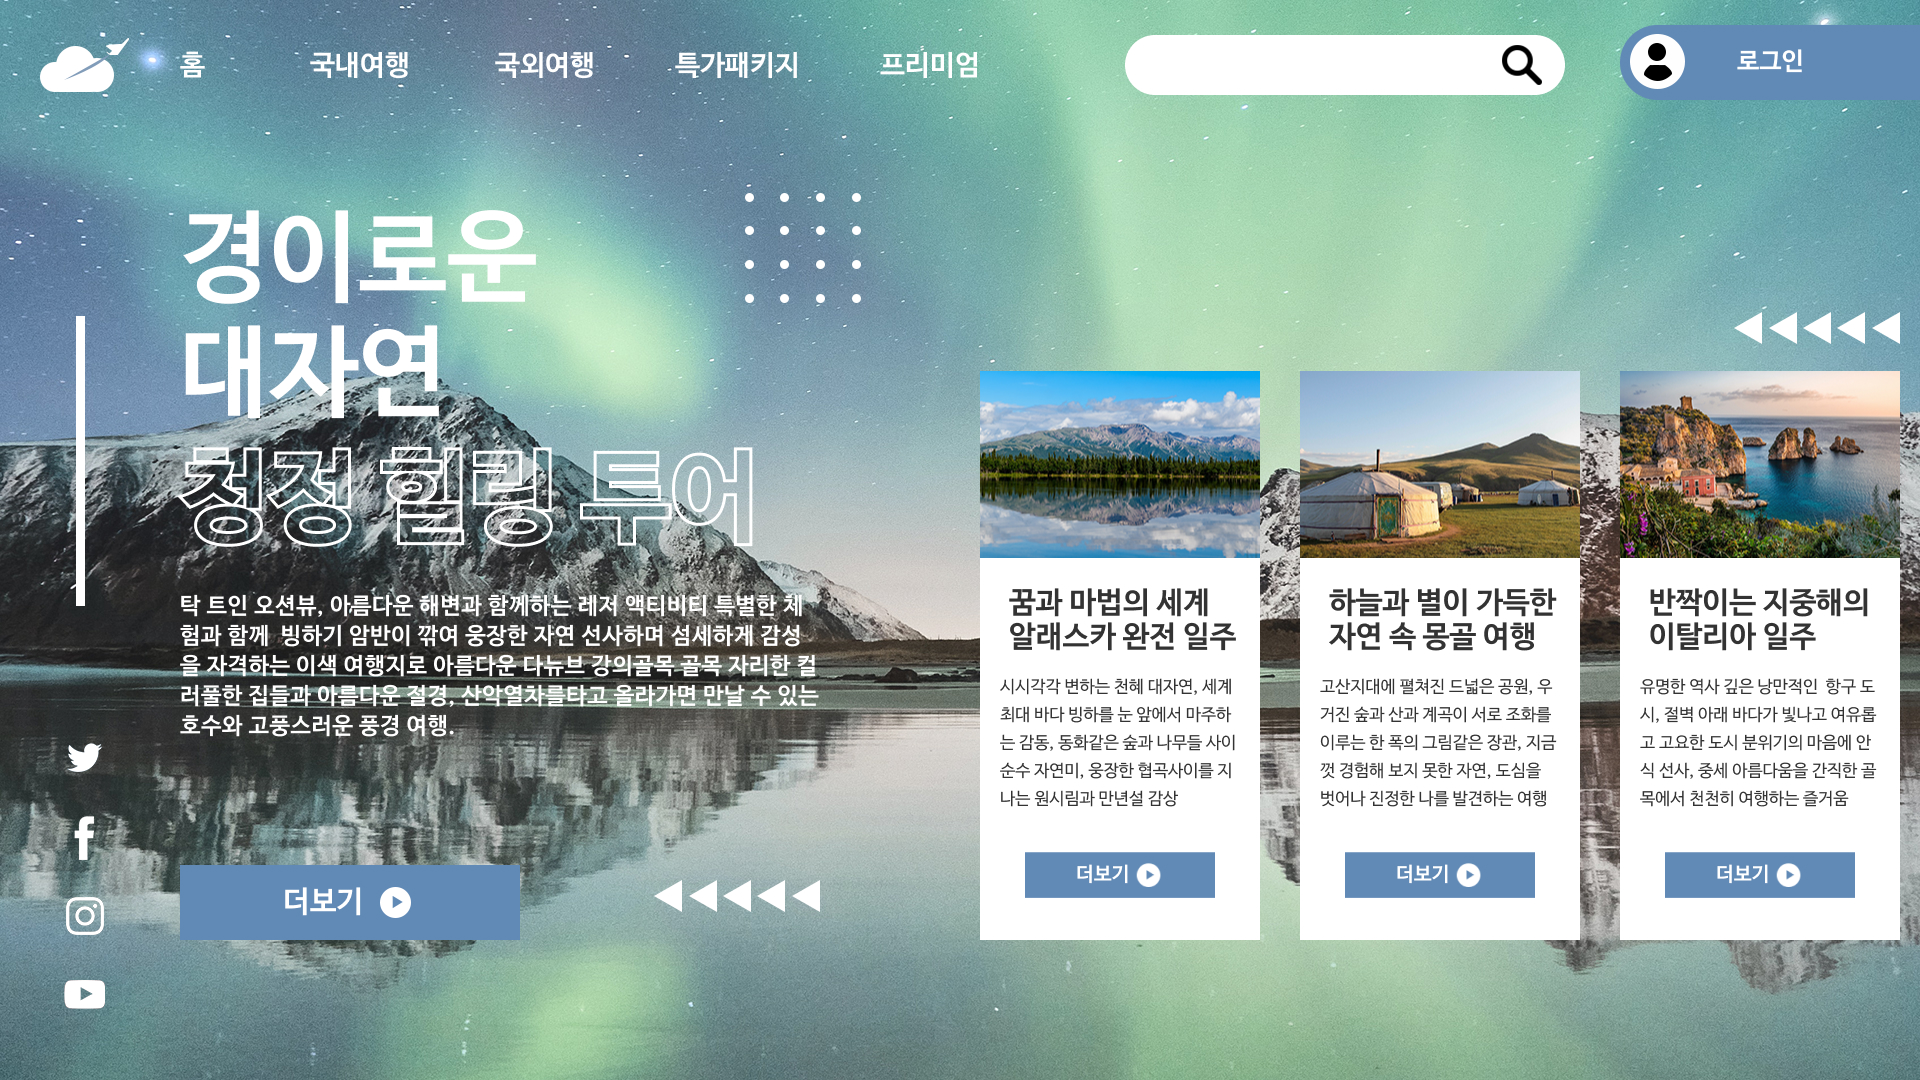 홈
국내여행
국외여행
특가패키지
프리미엄
로그인
경이로운
대자연
청정 힐링 투어
탁 트인 오션뷰, 아름다운 해변과 함께하는 레저 액티비티 특별한 체
험과 함께  빙하기 암반이 깎여 웅장한 자연 선사하며 섬세하게 감성
을 자격하는 이색 여행지로 아름다운 다뉴브 강의골목 골목 자리한 컬
러풀한 집들과 아름다운 절경, 산악열차를타고 올라가면 만날 수 있는
호수와 고풍스러운 풍경 여행.
더보기
꿈과 마법의 세계
알래스카 완전 일주
시시각각 변하는 천혜 대자연, 세계
최대 바다 빙하를 눈 앞에서 마주하
는 감동, 동화같은 숲과 나무들 사이
순수 자연미, 웅장한 협곡사이를 지
나는 원시림과 만년설 감상
더보기
하늘과 별이 가득한
자연 속 몽골 여행
고산지대에 펼쳐진 드넓은 공원, 우
거진 숲과 산과 계곡이 서로 조화를
이루는 한 폭의 그림같은 장관, 지금
껏 경험해 보지 못한 자연, 도심을
벗어나 진정한 나를 발견하는 여행
더보기
반짝이는 지중해의
이탈리아 일주
유명한 역사 깊은 낭만적인  항구 도
시, 절벽 아래 바다가 빛나고 여유롭
고 고요한 도시 분위기의 마음에 안
식 선사, 중세 아름다움을 간직한 골
목에서 천천히 여행하는 즐거움
더보기